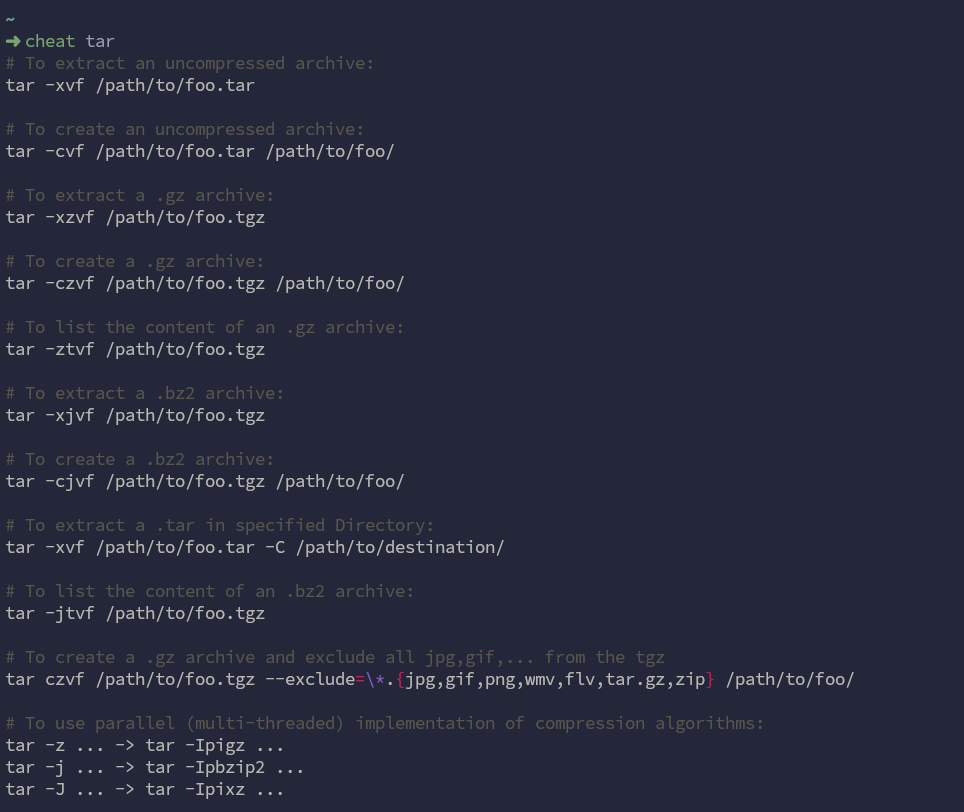 ~
➜ cheat tar
# To extract an uncompressed archive:
tar -xvf /path/to/foo.tar
# To create an uncompressed archive:
tar -cvf /path/to/foo.tar /path/to/foo/
# To extract a .gz archive:
tar -xzvf /path/to/foo.tgz
# To create a .gz archive:
tar -czvf /path/to/foo.tgz /path/to/foo/
# To list the content of an .gz archive:
tar -ztvf /path/to/foo.tgz
# To extract a .bz2 archive:
tar -xjvf /path/to/foo.tgz
# To create a .bz2 archive:
tar -cjvf /path/to/foo.tgz /path/to/foo/
# To extract a .tar in specified Directory:
tar -xvf /path/to/foo.tar -C /path/to/destination/
# To list the content of an .bz2 archive:
tar -jtvf /path/to/foo.tgz
# To create a .gz archive and exclude all jpg,gif,... from the tgz
tar czvf /path/to/foo.tgz --exclude=\*.{jpg,gif,png,wmv,flv,tar.gz,zip} /path/to/foo/
# To use parallel (multi-threaded) implementation of compression algorithms:
tar -z ... -> tar -Ipigz ...
tar -j ... -> tar -Ipbzip2 ...
tar -J ... -> tar -Ipixz ...